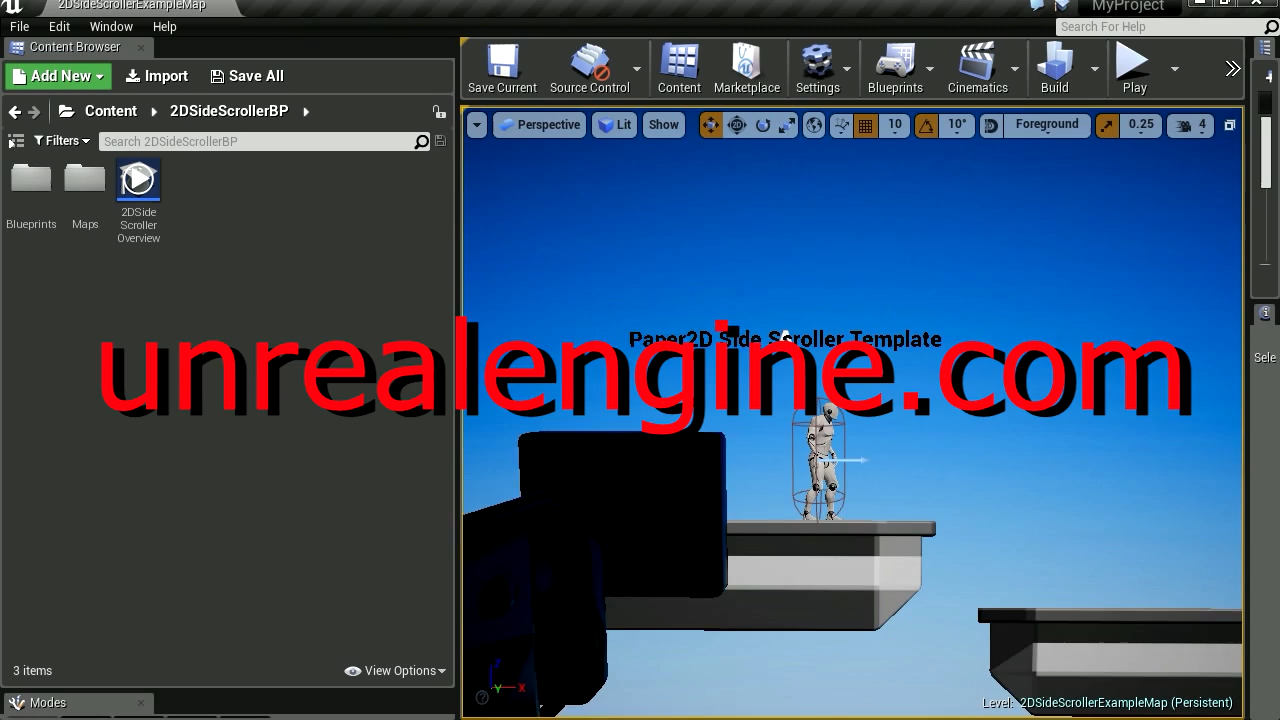 2DSideScrollerExampleMap
MyProject
File Edit Window Help
Search For Help
Content Browser
Add New Import Save All
Save Current Source Control Content Marketplace Settings Blueprints Cinematics Build Play
Content 2DSideScrollerBP
Perspective Lit Show 10 10° Foreground 0.25 4
Filters Search 2DSideScrollerBP
Blueprints Maps 2DSide
Scroller
Overview
Paper2D Side Scroller Template
unrealengine.com
Sele
3 items View Options
X
Y
Level: 2DSideScrollerExampleMap (Persistent)
Modes